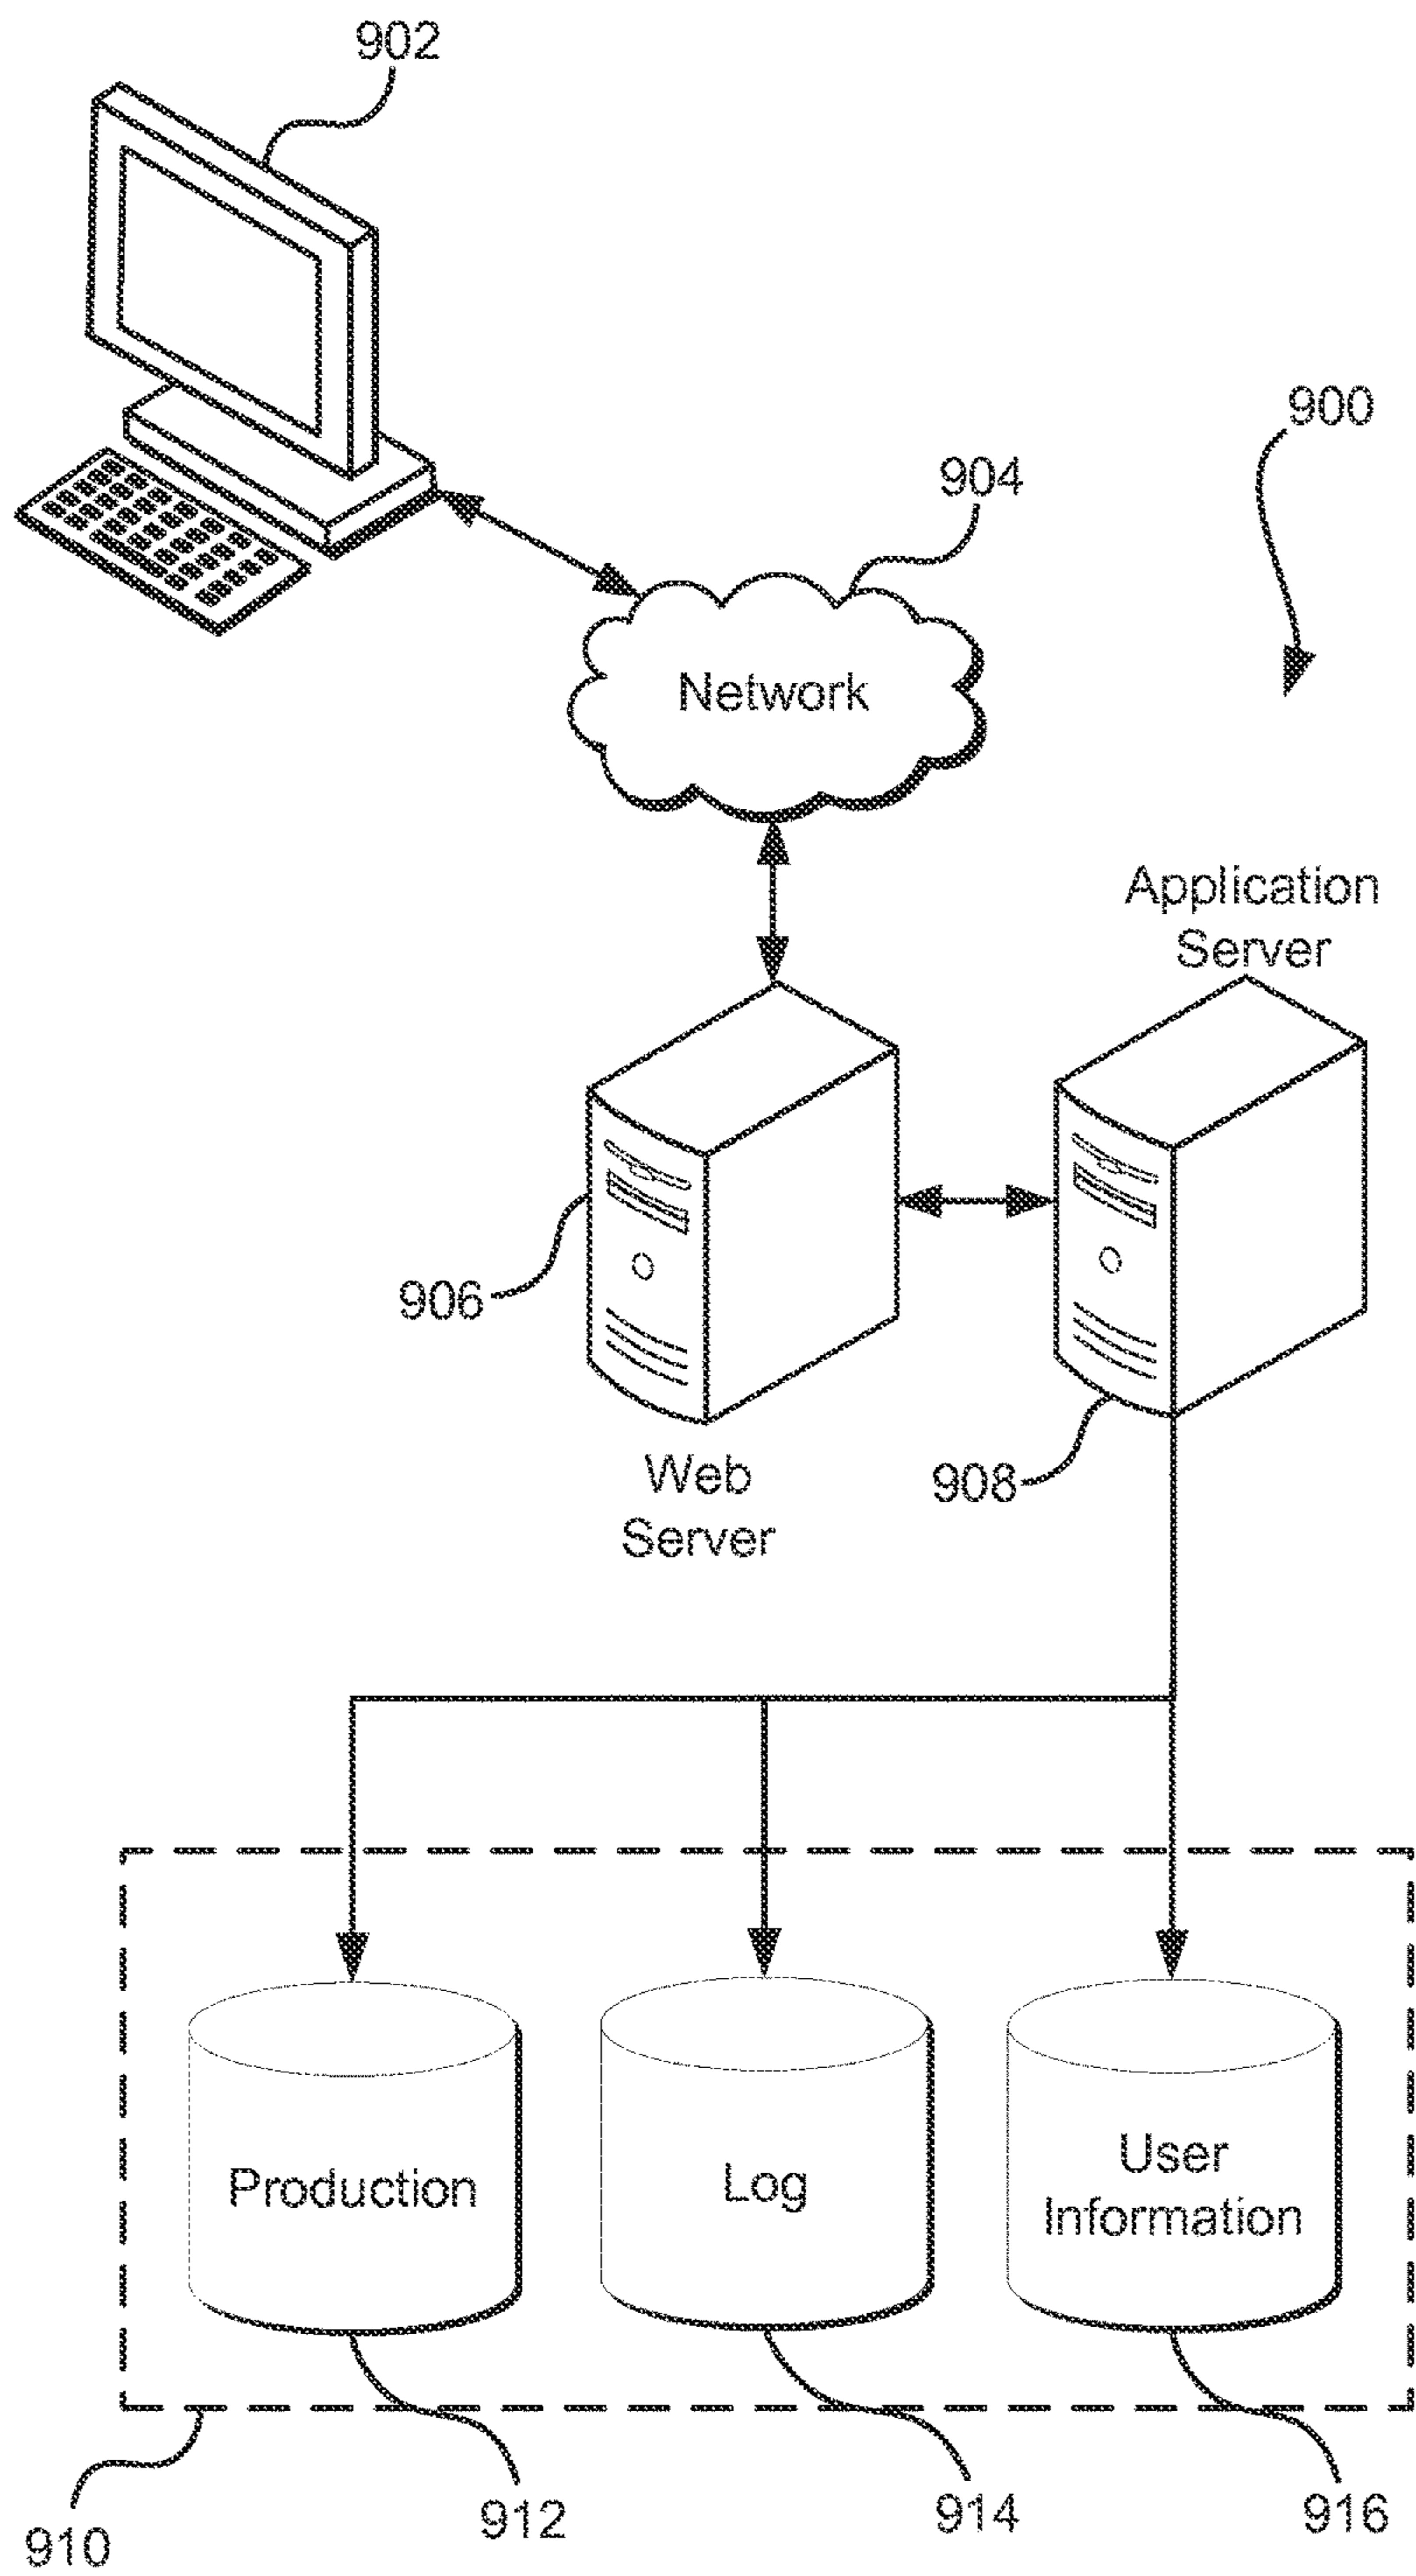 902
900
904
Network
Application
Server
906
Web
Server
908
Production
Log
User
Information
910
912
914
916